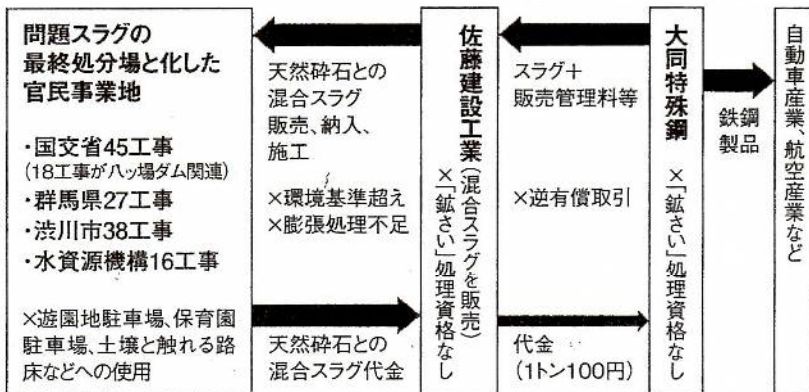 問題スラグの
最終処分場と化した
官民事業地
・国交省45工事
(18工事が八ッ場ダム関連)
・群馬県27工事
・渋川市38工事
・水資源機構16工事
×遊園地駐車場、保育園
駐車場、土壌と触れる路
床などへの使用
天然砕石との
混合スラグ
販売、納入、
施工
×環境基準超え
×膨張処理不足
天然砕石との
混合スラグ代金
佐藤建設工業(混合スラグを販売)
×「鉱さい」処理資格なし
スラグ+
販売管理料等
×逆有償取引
代金
(1トン100円)
大同特殊鋼
×「鉱さい」処理資格なし
鉄鋼
製品
自動車産業、航空産業など